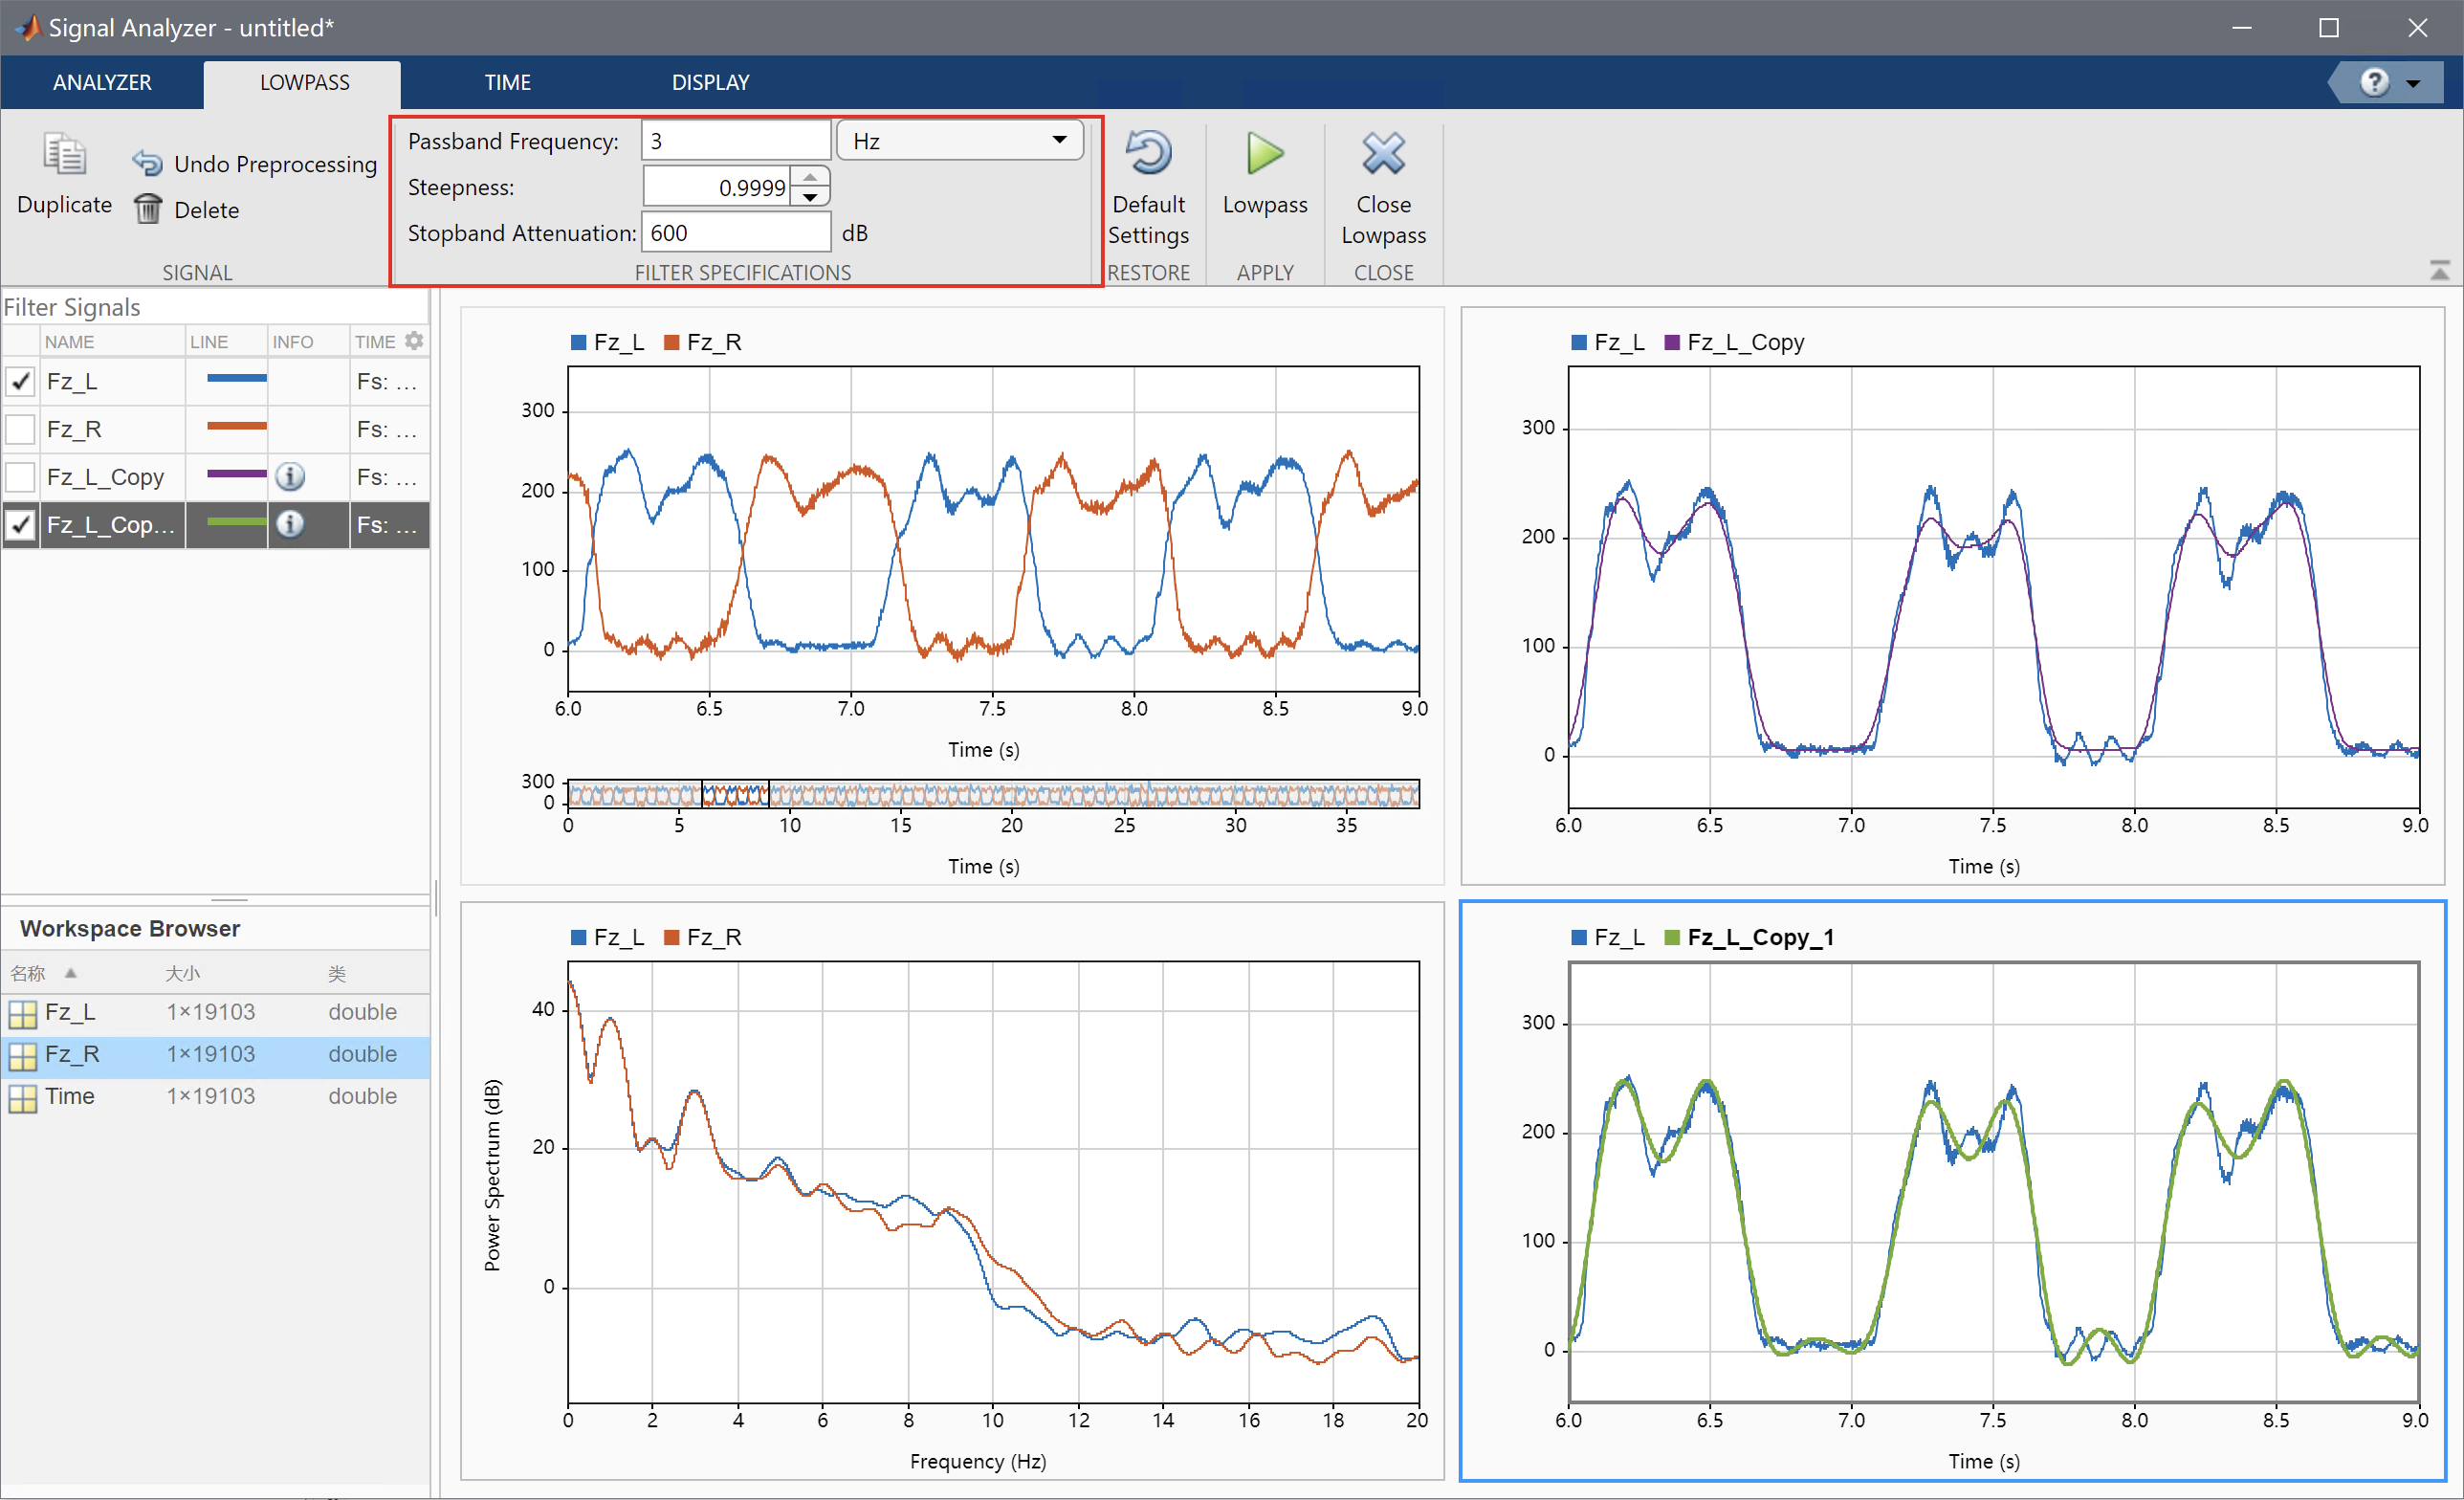 Signal Analyzer - untitled*
ANALYZER LOWPASS TIME DISPLAY
Duplicate
Undo Preprocessing
Delete
SIGNAL
Passband Frequency: 3 Hz
Steepness: 0.9999
Stopband Attenuation: 600 dB
FILTER SPECIFICATIONS
Default Settings
RESTORE
Lowpass
APPLY
Close Lowpass
CLOSE
Filter Signals
NAME LINE INFO TIME
Fz_L Fs: ...
Fz_R Fs: ...
Fz_L_Copy Fs: ...
Fz_L_Cop... Fs: ...
Workspace Browser
名称 大小 类
Fz_L 1×19103 double
Fz_R 1×19103 double
Time 1×19103 double
Fz_L Fz_R
300
200
100
0
6.0 6.5 7.0 7.5 8.0 8.5 9.0
Time (s)
300
0
0 5 10 15 20 25 30 35
Time (s)
Fz_L Fz_L_Copy
300
200
100
0
6.0 6.5 7.0 7.5 8.0 8.5 9.0
Time (s)
Fz_L Fz_R
Power Spectrum (dB)
40
20
0
0 2 4 6 8 10 12 14 16 18 20
Frequency (Hz)
Fz_L Fz_L_Copy_1
300
200
100
0
6.0 6.5 7.0 7.5 8.0 8.5 9.0
Time (s)